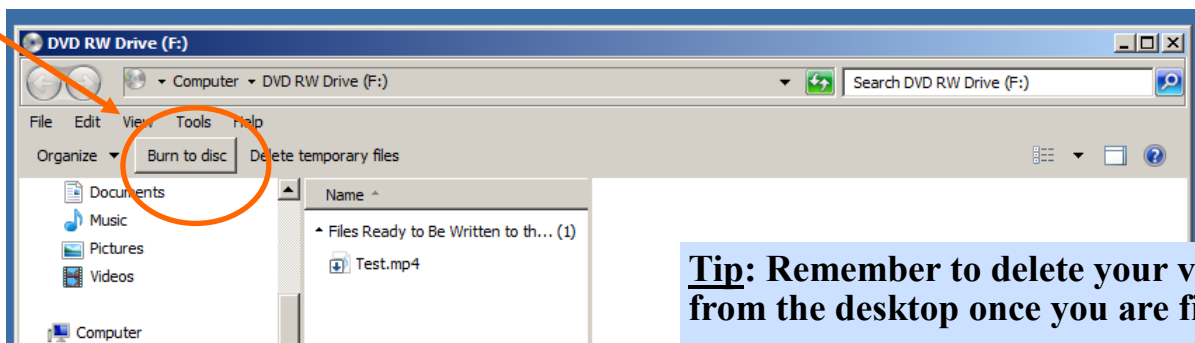 DVD RW Drive (F:)
Computer DVD RW Drive (F:)
Search DVD RW Drive (F:)
File Edit View Tools Help
Organize Burn to disc Delete temporary files
Documents
Music
Pictures
Videos
Computer
Name
Files Ready to Be Written to th... (1)
Test.mp4
Tip: Remember to delete your
from the desktop once you are